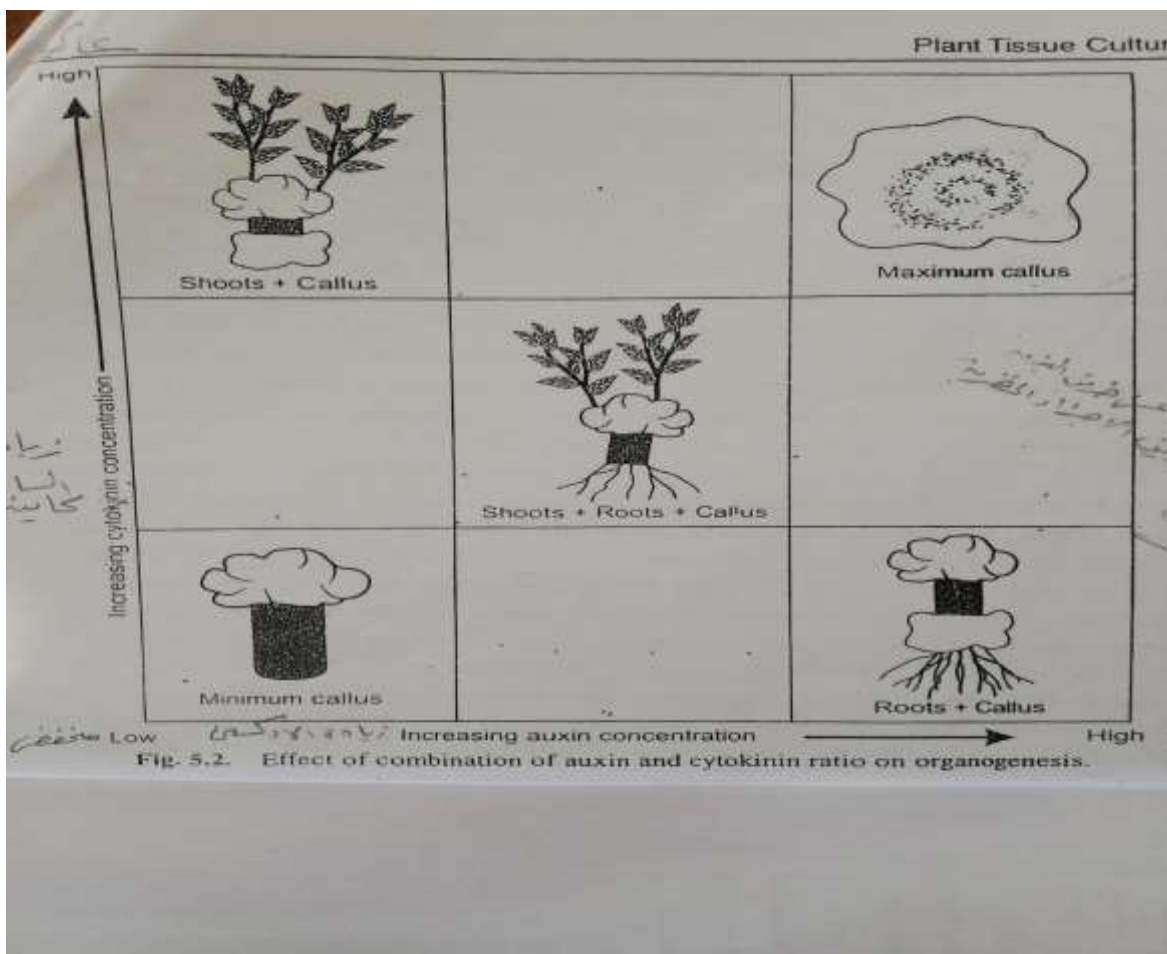 Plant Tissue Cultur
High
Shoots + Callus
Maximum callus
Increasing cytokinin concentration
Shoots + Roots + Callus
Minimum callus
Roots + Callus
منخفض Low
Increasing auxin concentration
High
Fig. 5.2. Effect of combination of auxin and cytokinin ratio on organogenesis.